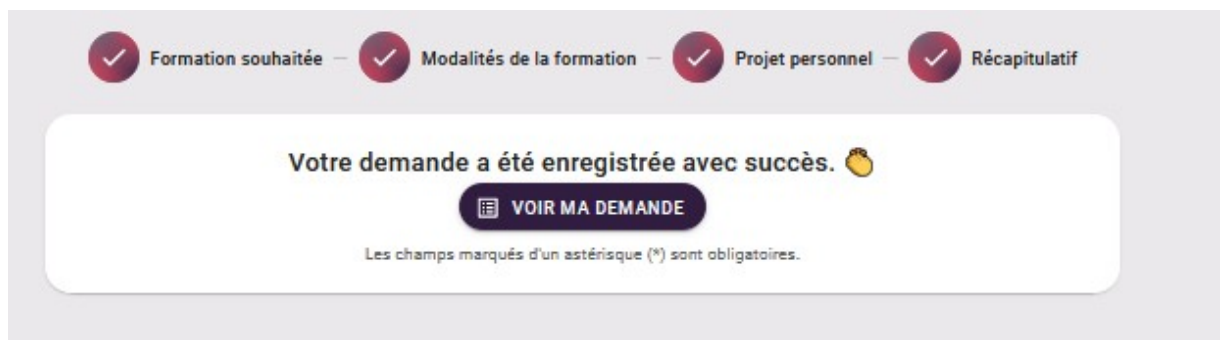 Formation souhaitée — Modalités de la formation — Projet personnel — Récapitulatif
Votre demande a été enregistrée avec succès. 👏
VOIR MA DEMANDE
Les champs marqués d'un astérisque (*) sont obligatoires.